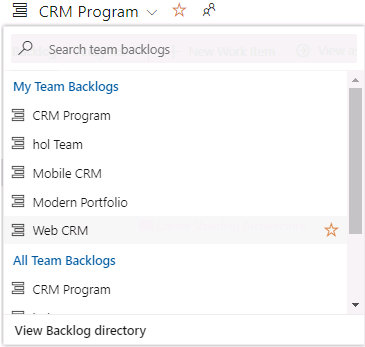 CRM Program
Search team backlogs
My Team Backlogs
CRM Program
hol Team
Mobile CRM
Modern Portfolio
Web CRM
All Team Backlogs
CRM Program
View Backlog directory